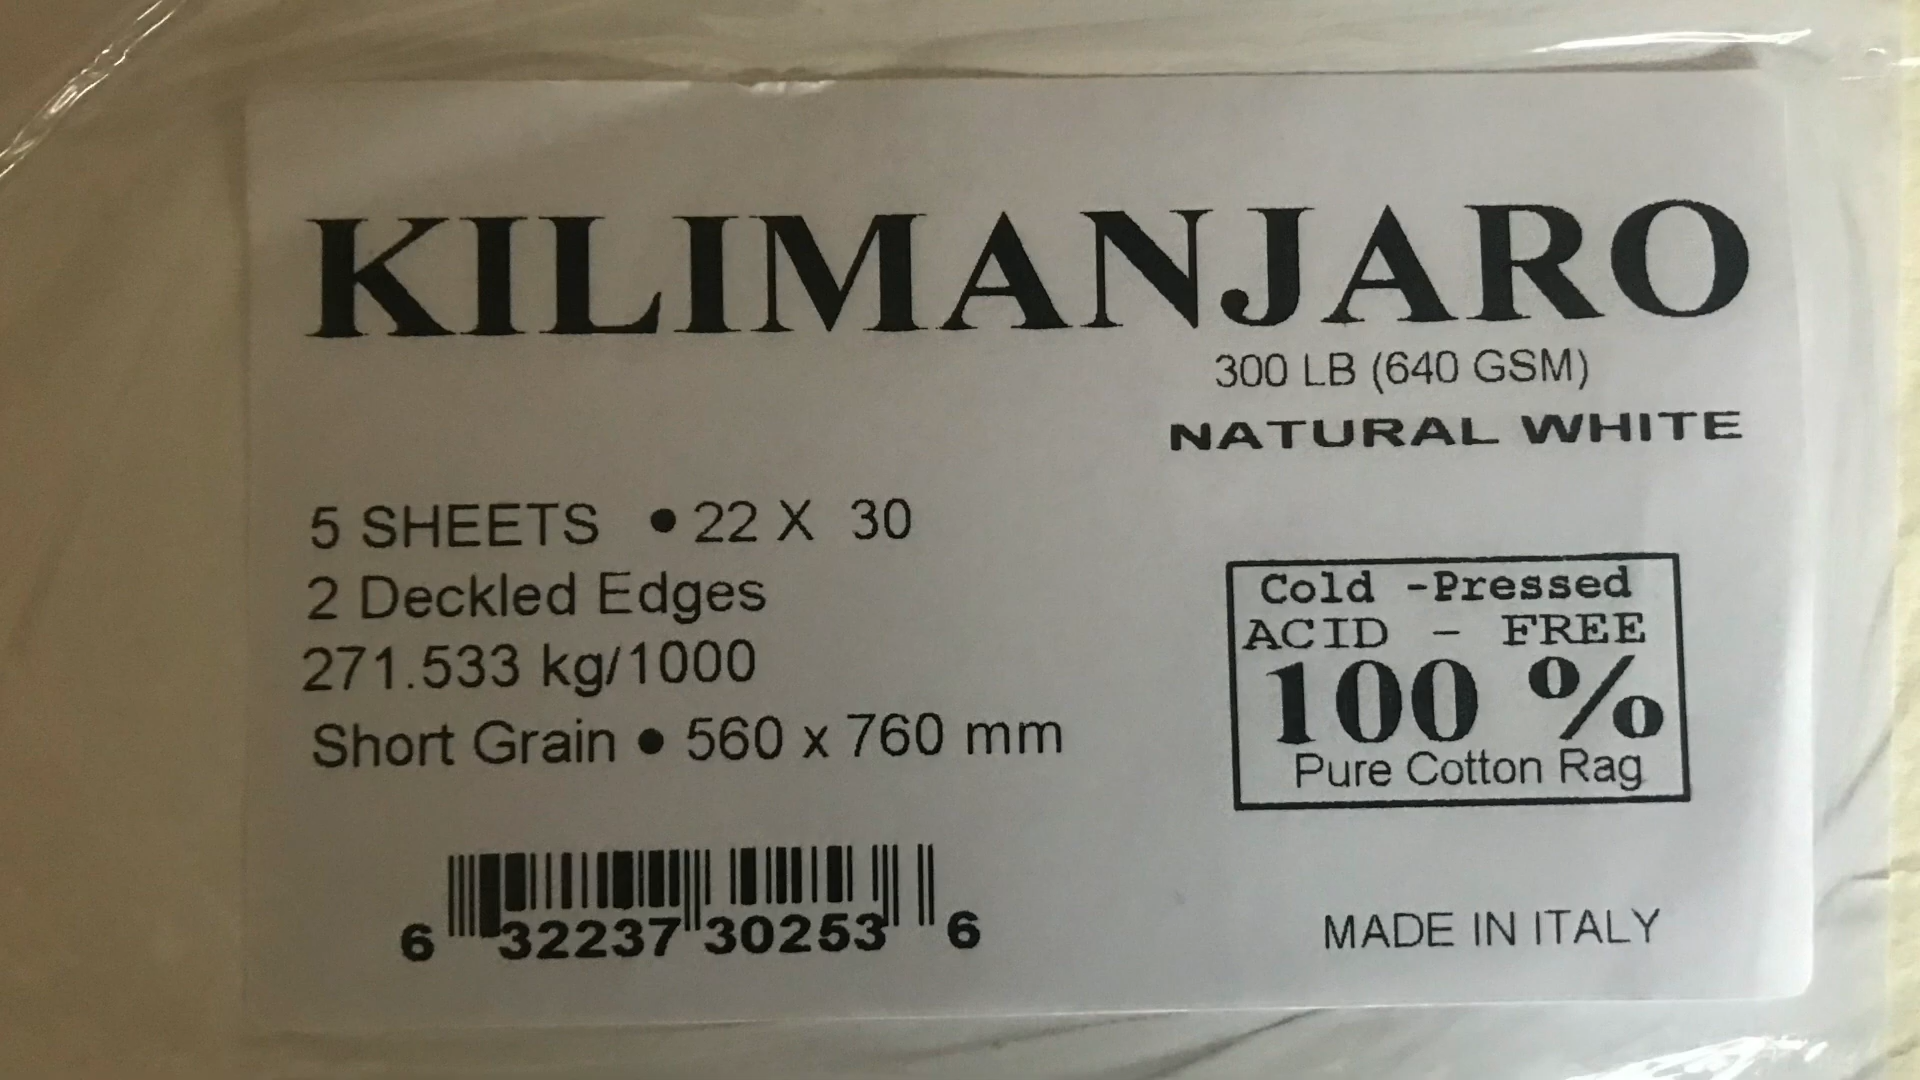 KILIMANJARO
300 LB (640 GSM)
NATURAL WHITE
5 SHEETS • 22 X 30
2 Deckled Edges
271.533 kg/1000
Short Grain • 560 x 760 mm
Cold -Pressed
ACID - FREE
100 %
Pure Cotton Rag
6 32237 30253 6
MADE IN ITALY